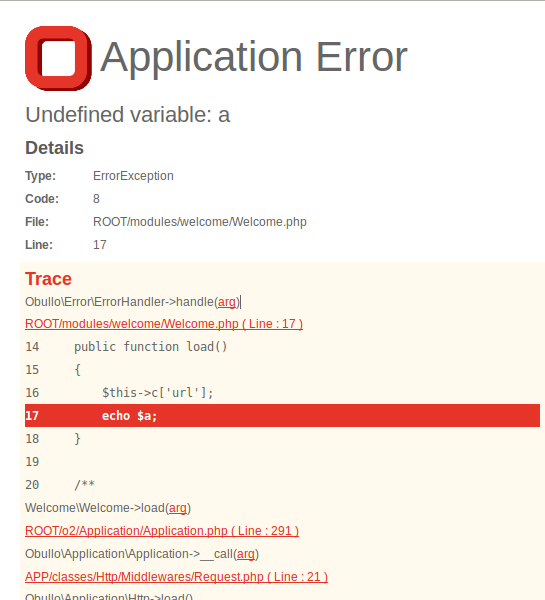 Application Error
Undefined variable: a
Details
Type: ErrorException
Code: 8
File: ROOT/modules/welcome/Welcome.php
Line: 17
Trace
Obullo\Error\ErrorHandler->handle(arg)
ROOT/modules/welcome/Welcome.php ( Line : 17 )
14     public function load()
15     {
16         $this->c['url'];
17         echo $a;
18     }
19
20     /**
Welcome\Welcome->load(arg)
ROOT/o2/Application/Application.php ( Line : 291 )
Obullo\Application\Application->__call(arg)
APP/classes/Http/Middlewares/Request.php ( Line : 21 )
Obullo\Application\Http->load()